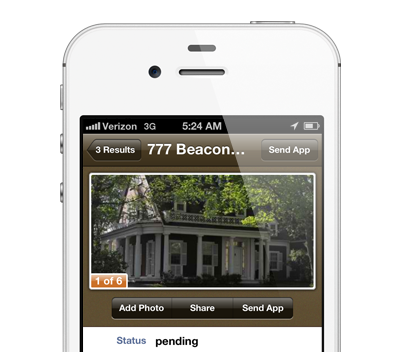 Verizon 3G 5:24 AM
3 Results 777 Beacon... Send App
1 of 6
Add Photo Share Send App
Status pending